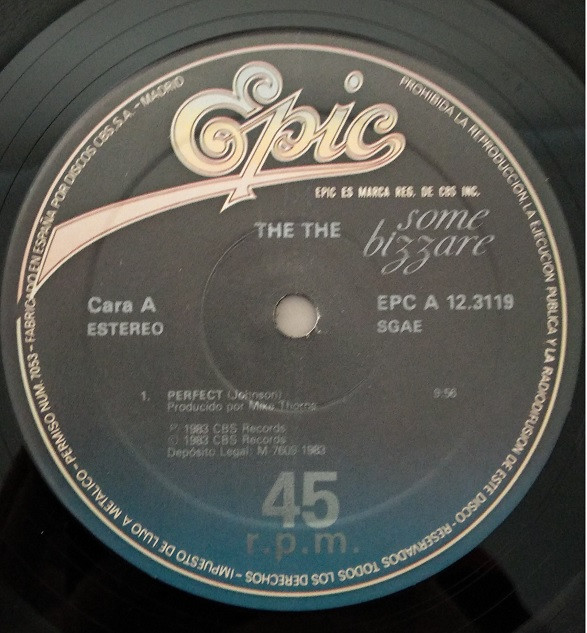 Epic
EPIC ES MARCA REG. DE CBS INC.
THE THE
some
bizzare
Cara A
ESTEREO
EPC A 12.3119
SGAE
1. PERFECT (Johnson) 9:56
Producido por Mike Thorne
℗ 1983 CBS Records
© 1983 CBS Records
Depósito Legal: M 7609 1983
45
r.p.m.
PROHIBIDA LA REPRODUCCION, LA EJECUCION PUBLICA Y LA RADIODIFUSION DE ESTE DISCO - RESERVADOS TODOS LOS DERECHOS - IMPUESTO DE LUJO A METALICO - PERMISO NUM. 7053 - FABRICADO EN ESPAÑA POR DISCOS CBS, S.A. - MADRID